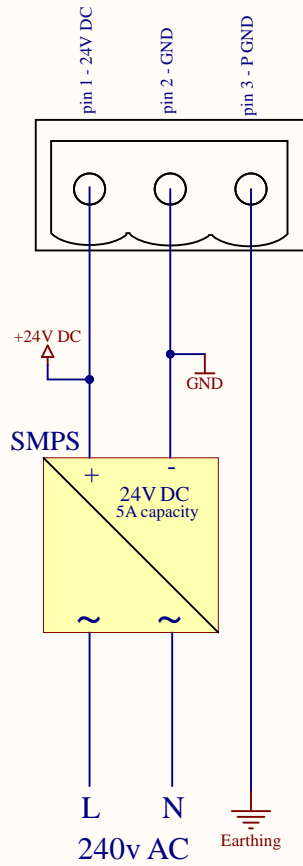 pin 1 - 24V DC
pin 2 - GND
pin 3 - P GND
+24V DC
GND
SMPS
+
-
24V DC
5A capacity
~
~
L
N
240v AC
Earthing